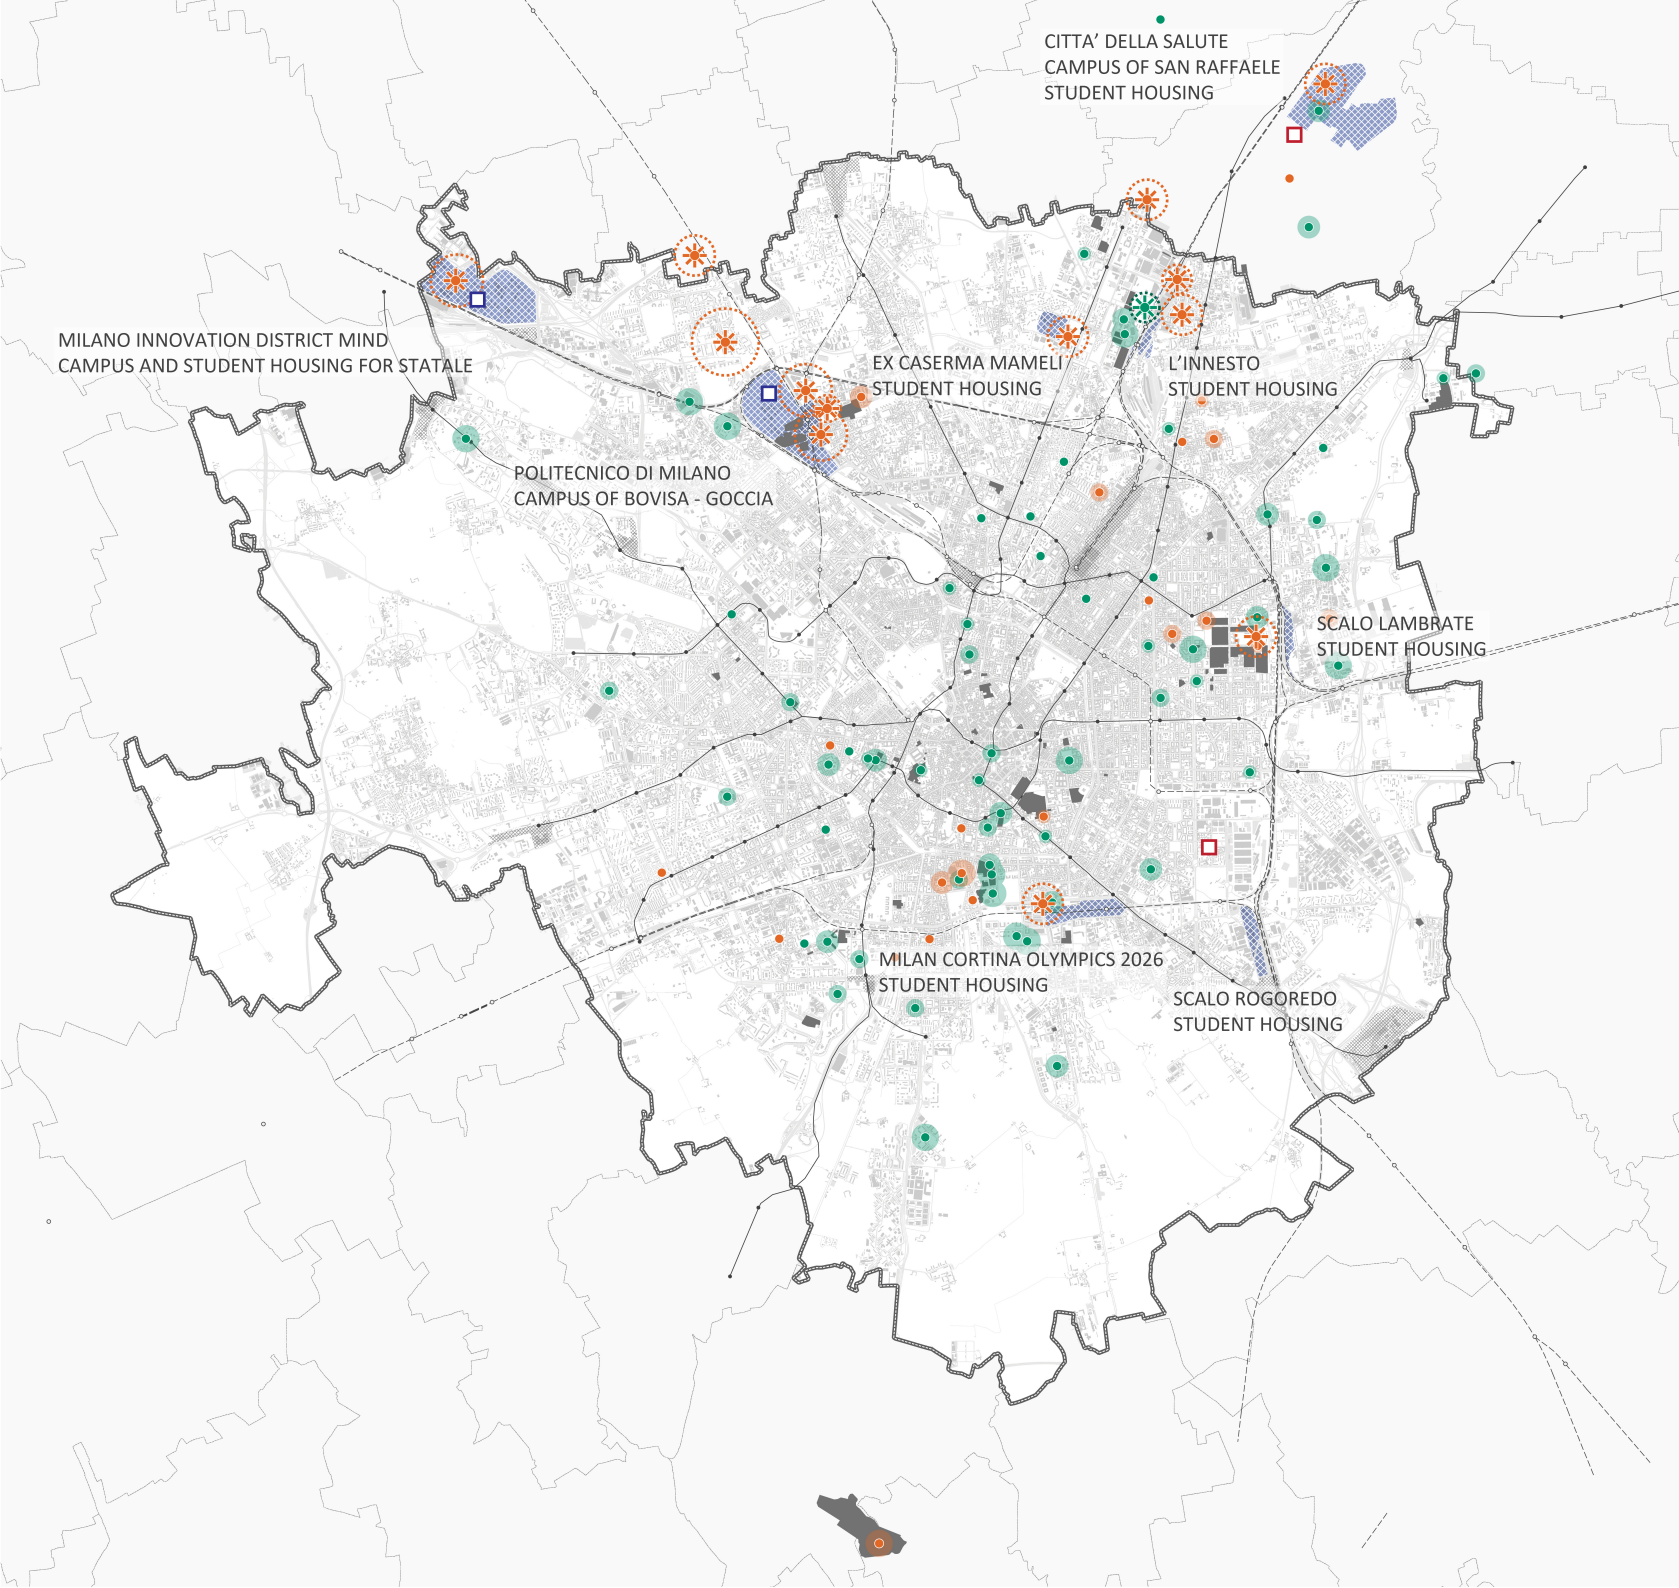 CITTA’ DELLA SALUTE
CAMPUS OF SAN RAFFAELE
STUDENT HOUSING
MILANO INNOVATION DISTRICT MIND
CAMPUS AND STUDENT HOUSING FOR STATALE
EX CASERMA MAMELI
STUDENT HOUSING
L’INNESTO
STUDENT HOUSING
POLITECNICO DI MILANO
CAMPUS OF BOVISA - GOCCIA
SCALO LAMBRATE
STUDENT HOUSING
MILAN CORTINA OLYMPICS 2026
STUDENT HOUSING
SCALO ROGOREDO
STUDENT HOUSING